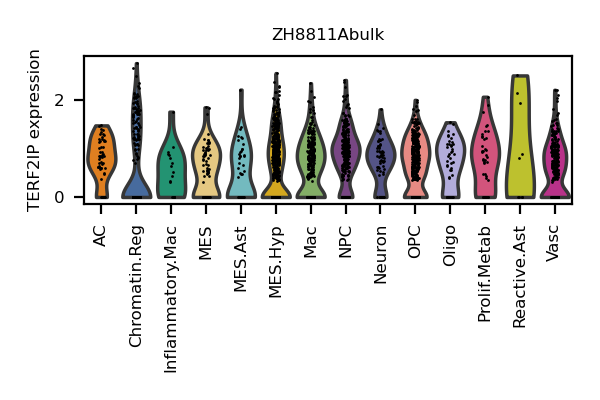 ZH8811Abulk
TERF2IP expression
2
0
AC
Chromatin.Reg
Inflammatory.Mac
MES
MES.Ast
MES.Hyp
Mac
NPC
Neuron
OPC
Oligo
Prolif.Metab
Reactive.Ast
Vasc